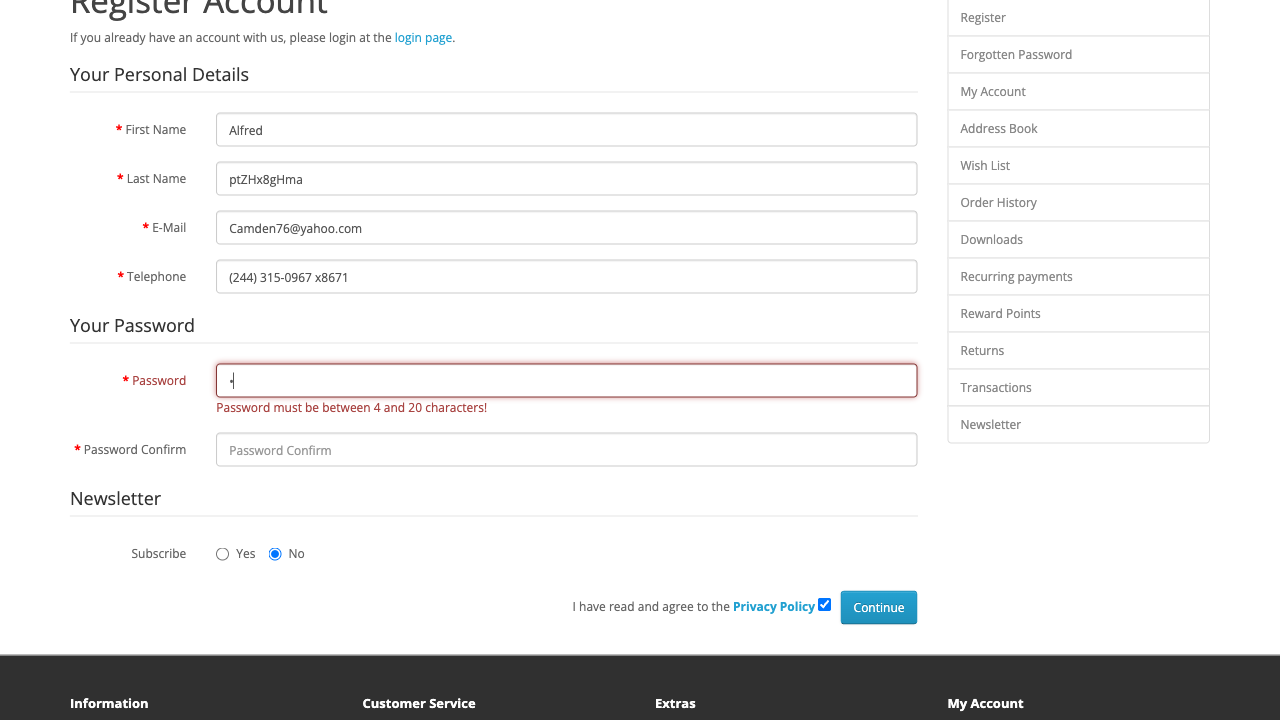 Register Account
If you already have an account with us, please login at the login page.
Your Personal Details
* First Name
Alfred
* Last Name
ptZHx8gHma
* E-Mail
Camden76@yahoo.com
* Telephone
(244) 315-0967 x8671
Your Password
* Password
•
Password must be between 4 and 20 characters!
* Password Confirm
Password Confirm
Newsletter
Subscribe
Yes
No
I have read and agree to the Privacy Policy
Continue
Register
Forgotten Password
My Account
Address Book
Wish List
Order History
Downloads
Recurring payments
Reward Points
Returns
Transactions
Newsletter
Information
Customer Service
Extras
My Account